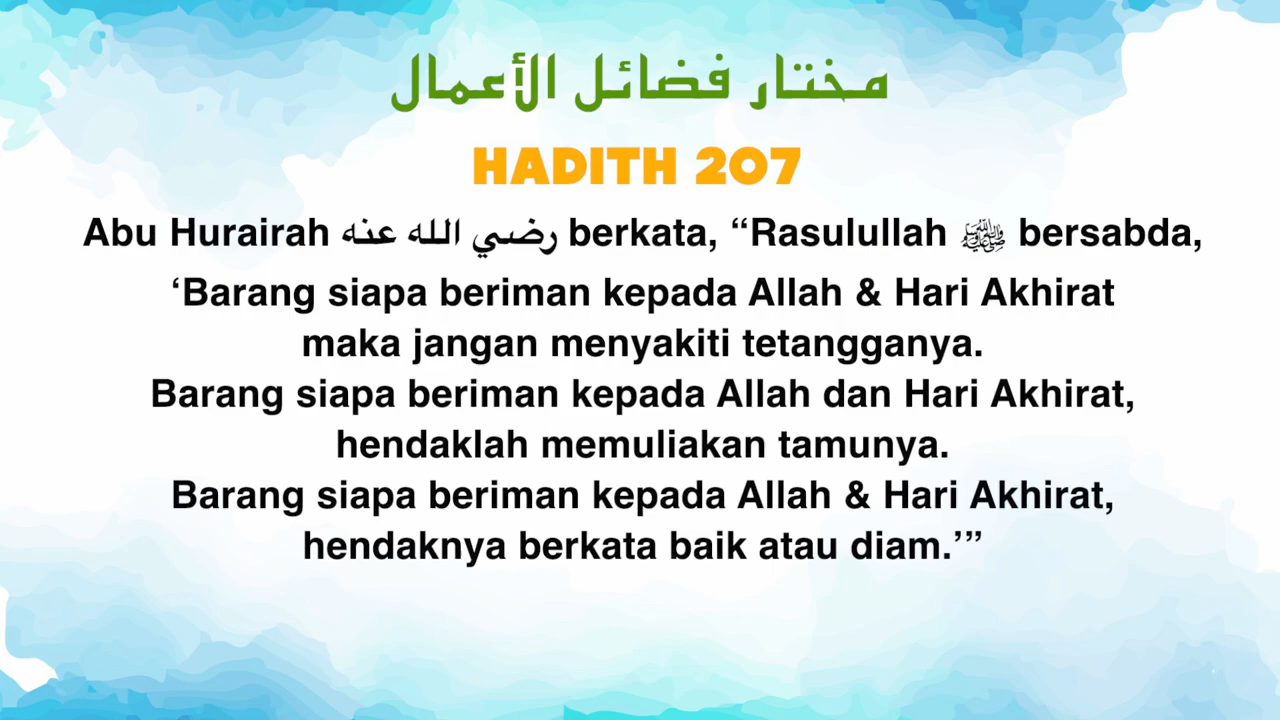 مختار فضائل الأعمال
HADITH 207
Abu Hurairah رضي الله عنه berkata, “Rasulullah ﷺ bersabda,
‘Barang siapa beriman kepada Allah & Hari Akhirat
maka jangan menyakiti tetangganya.
Barang siapa beriman kepada Allah dan Hari Akhirat,
hendaklah memuliakan tamunya.
Barang siapa beriman kepada Allah & Hari Akhirat,
hendaknya berkata baik atau diam.’”